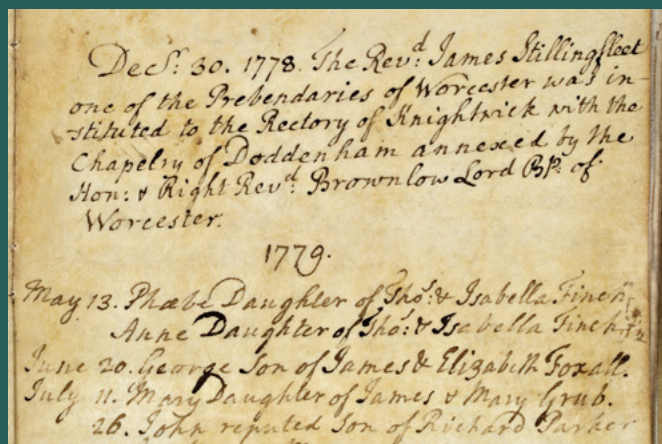 Decr: 30. 1778. The Revd: James Stillingfleet
one of the Prebendaries of Worcester was in-
-stituted to the Rectory of Knightwick with the
Chapelry of Doddenham annexed by the
Hon: & Right Revd: Brownlow Lord BP: of
Worcester.
1779.
May 13. Phœbe Daughter of Thos: & Isabella Finch
Anne Daughter of Thos: & Isabella Finch
June 20. George Son of James & Elizabeth Foxall.
July 11. Mary Daughter of James & Mary Grub.
26. John reputed Son of Richard Parker